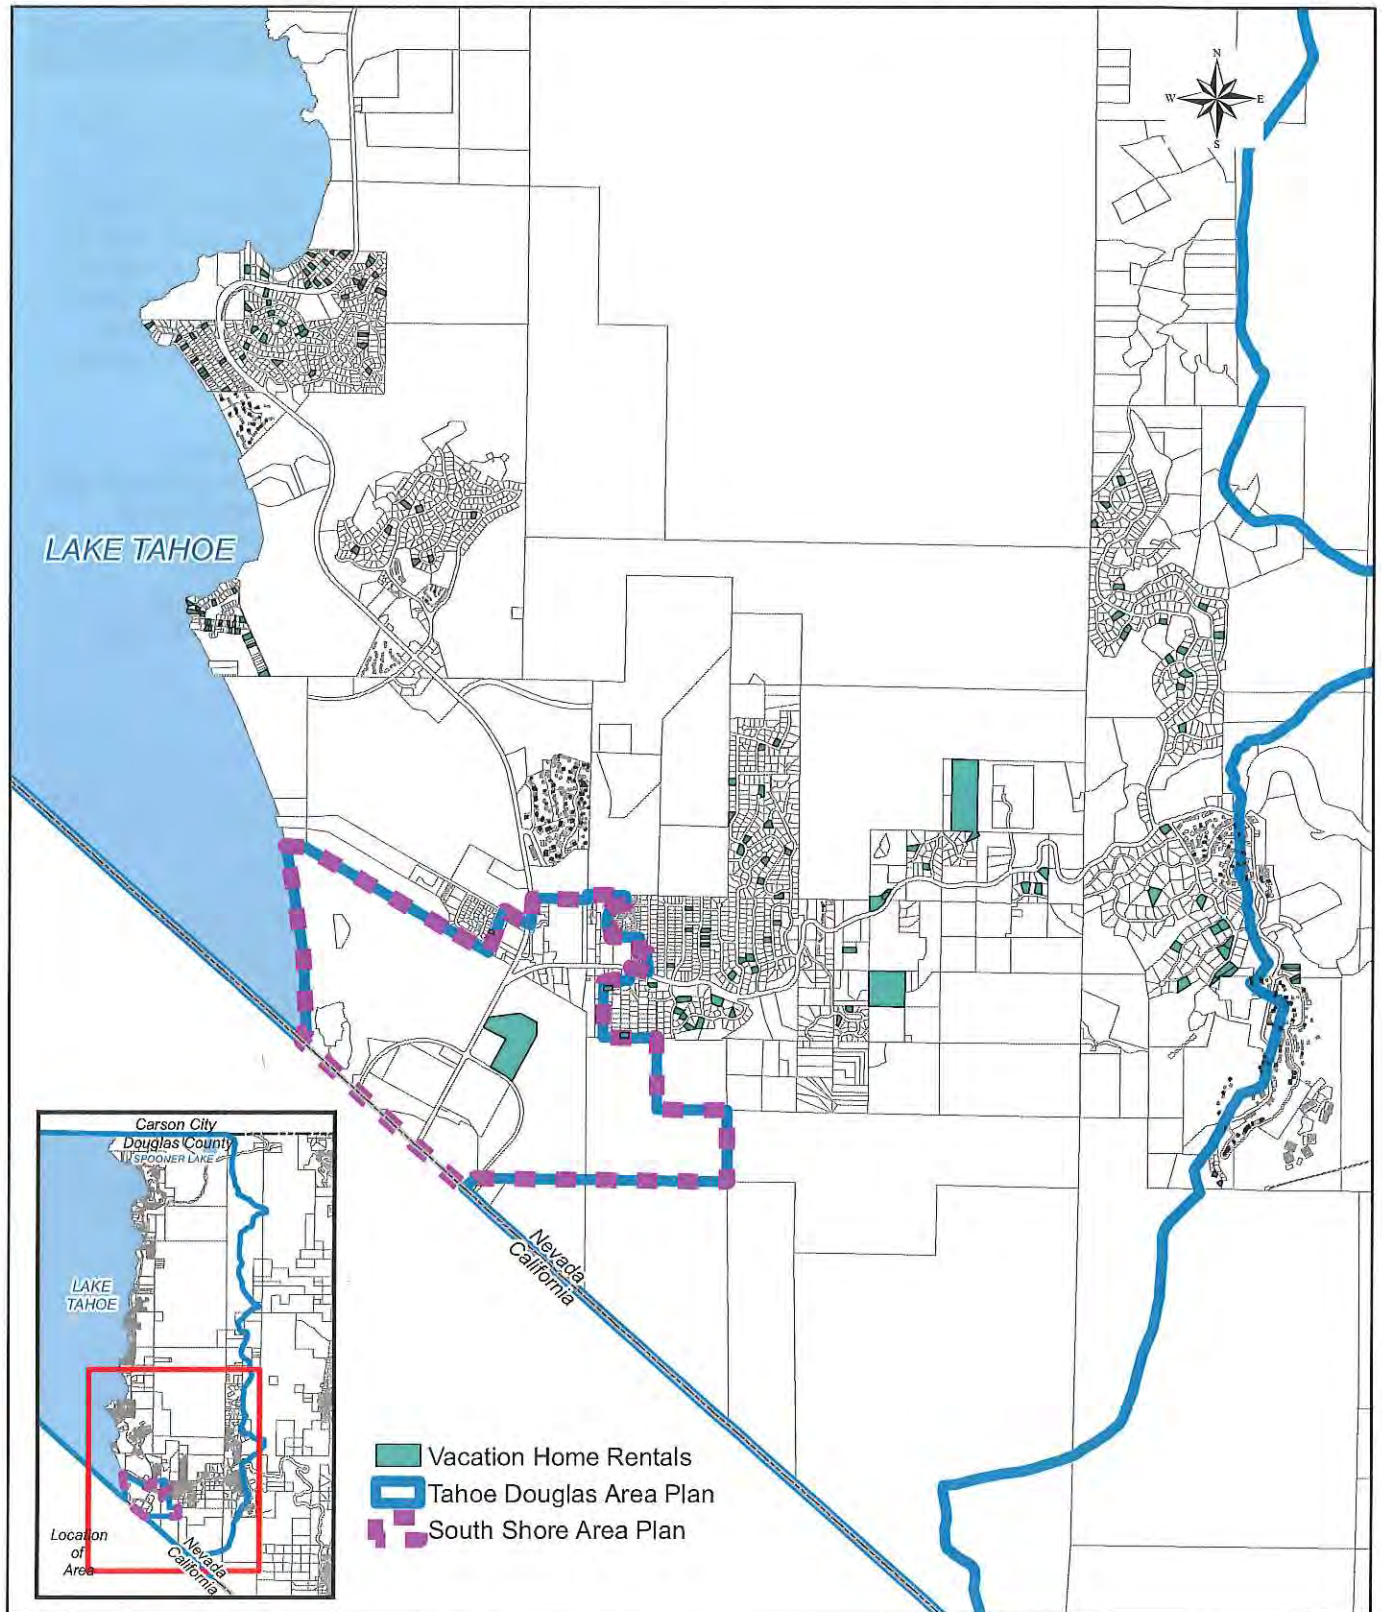 N
W E
S
LAKE TAHOE
Nevada
California
Carson City
Douglas County
SPOONER LAKE
LAKE
TAHOE
Location
of
Area
Nevada
California
Vacation Home Rentals
Tahoe Douglas Area Plan
South Shore Area Plan